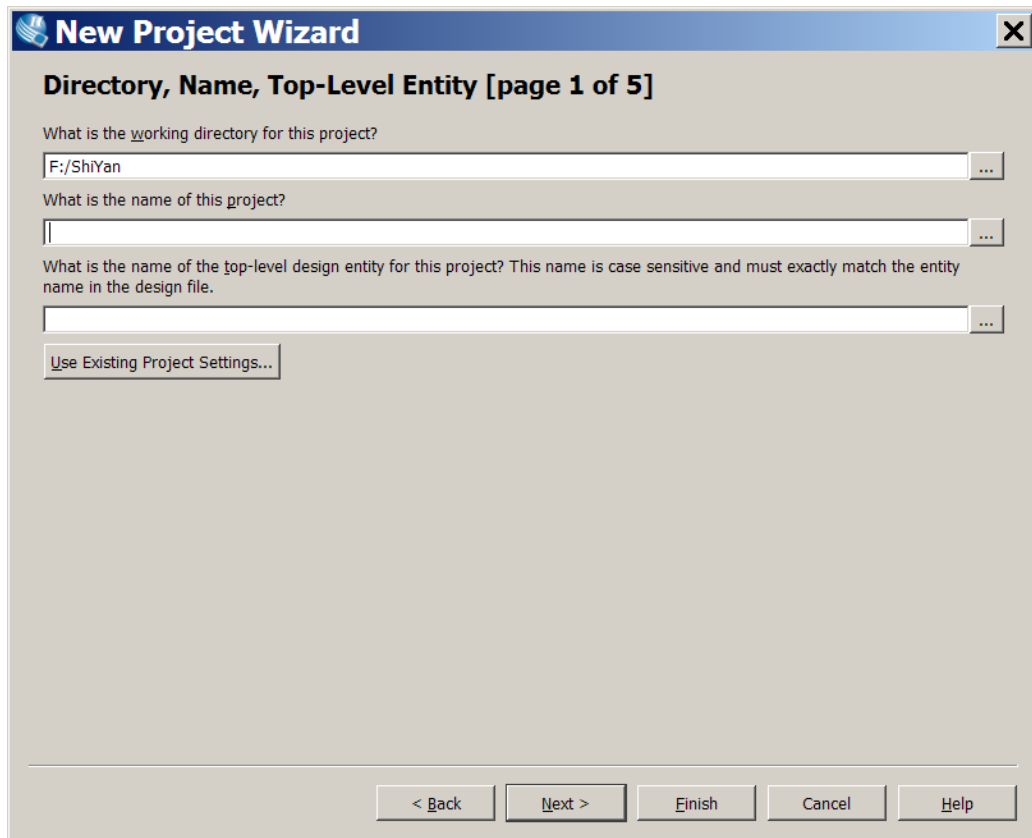 New Project Wizard
Directory, Name, Top-Level Entity [page 1 of 5]
What is the working directory for this project?
F:/ShiYan
...
What is the name of this project?
...
What is the name of the top-level design entity for this project? This name is case sensitive and must exactly match the entity
name in the design file.
...
Use Existing Project Settings...
< Back
Next >
Finish
Cancel
Help